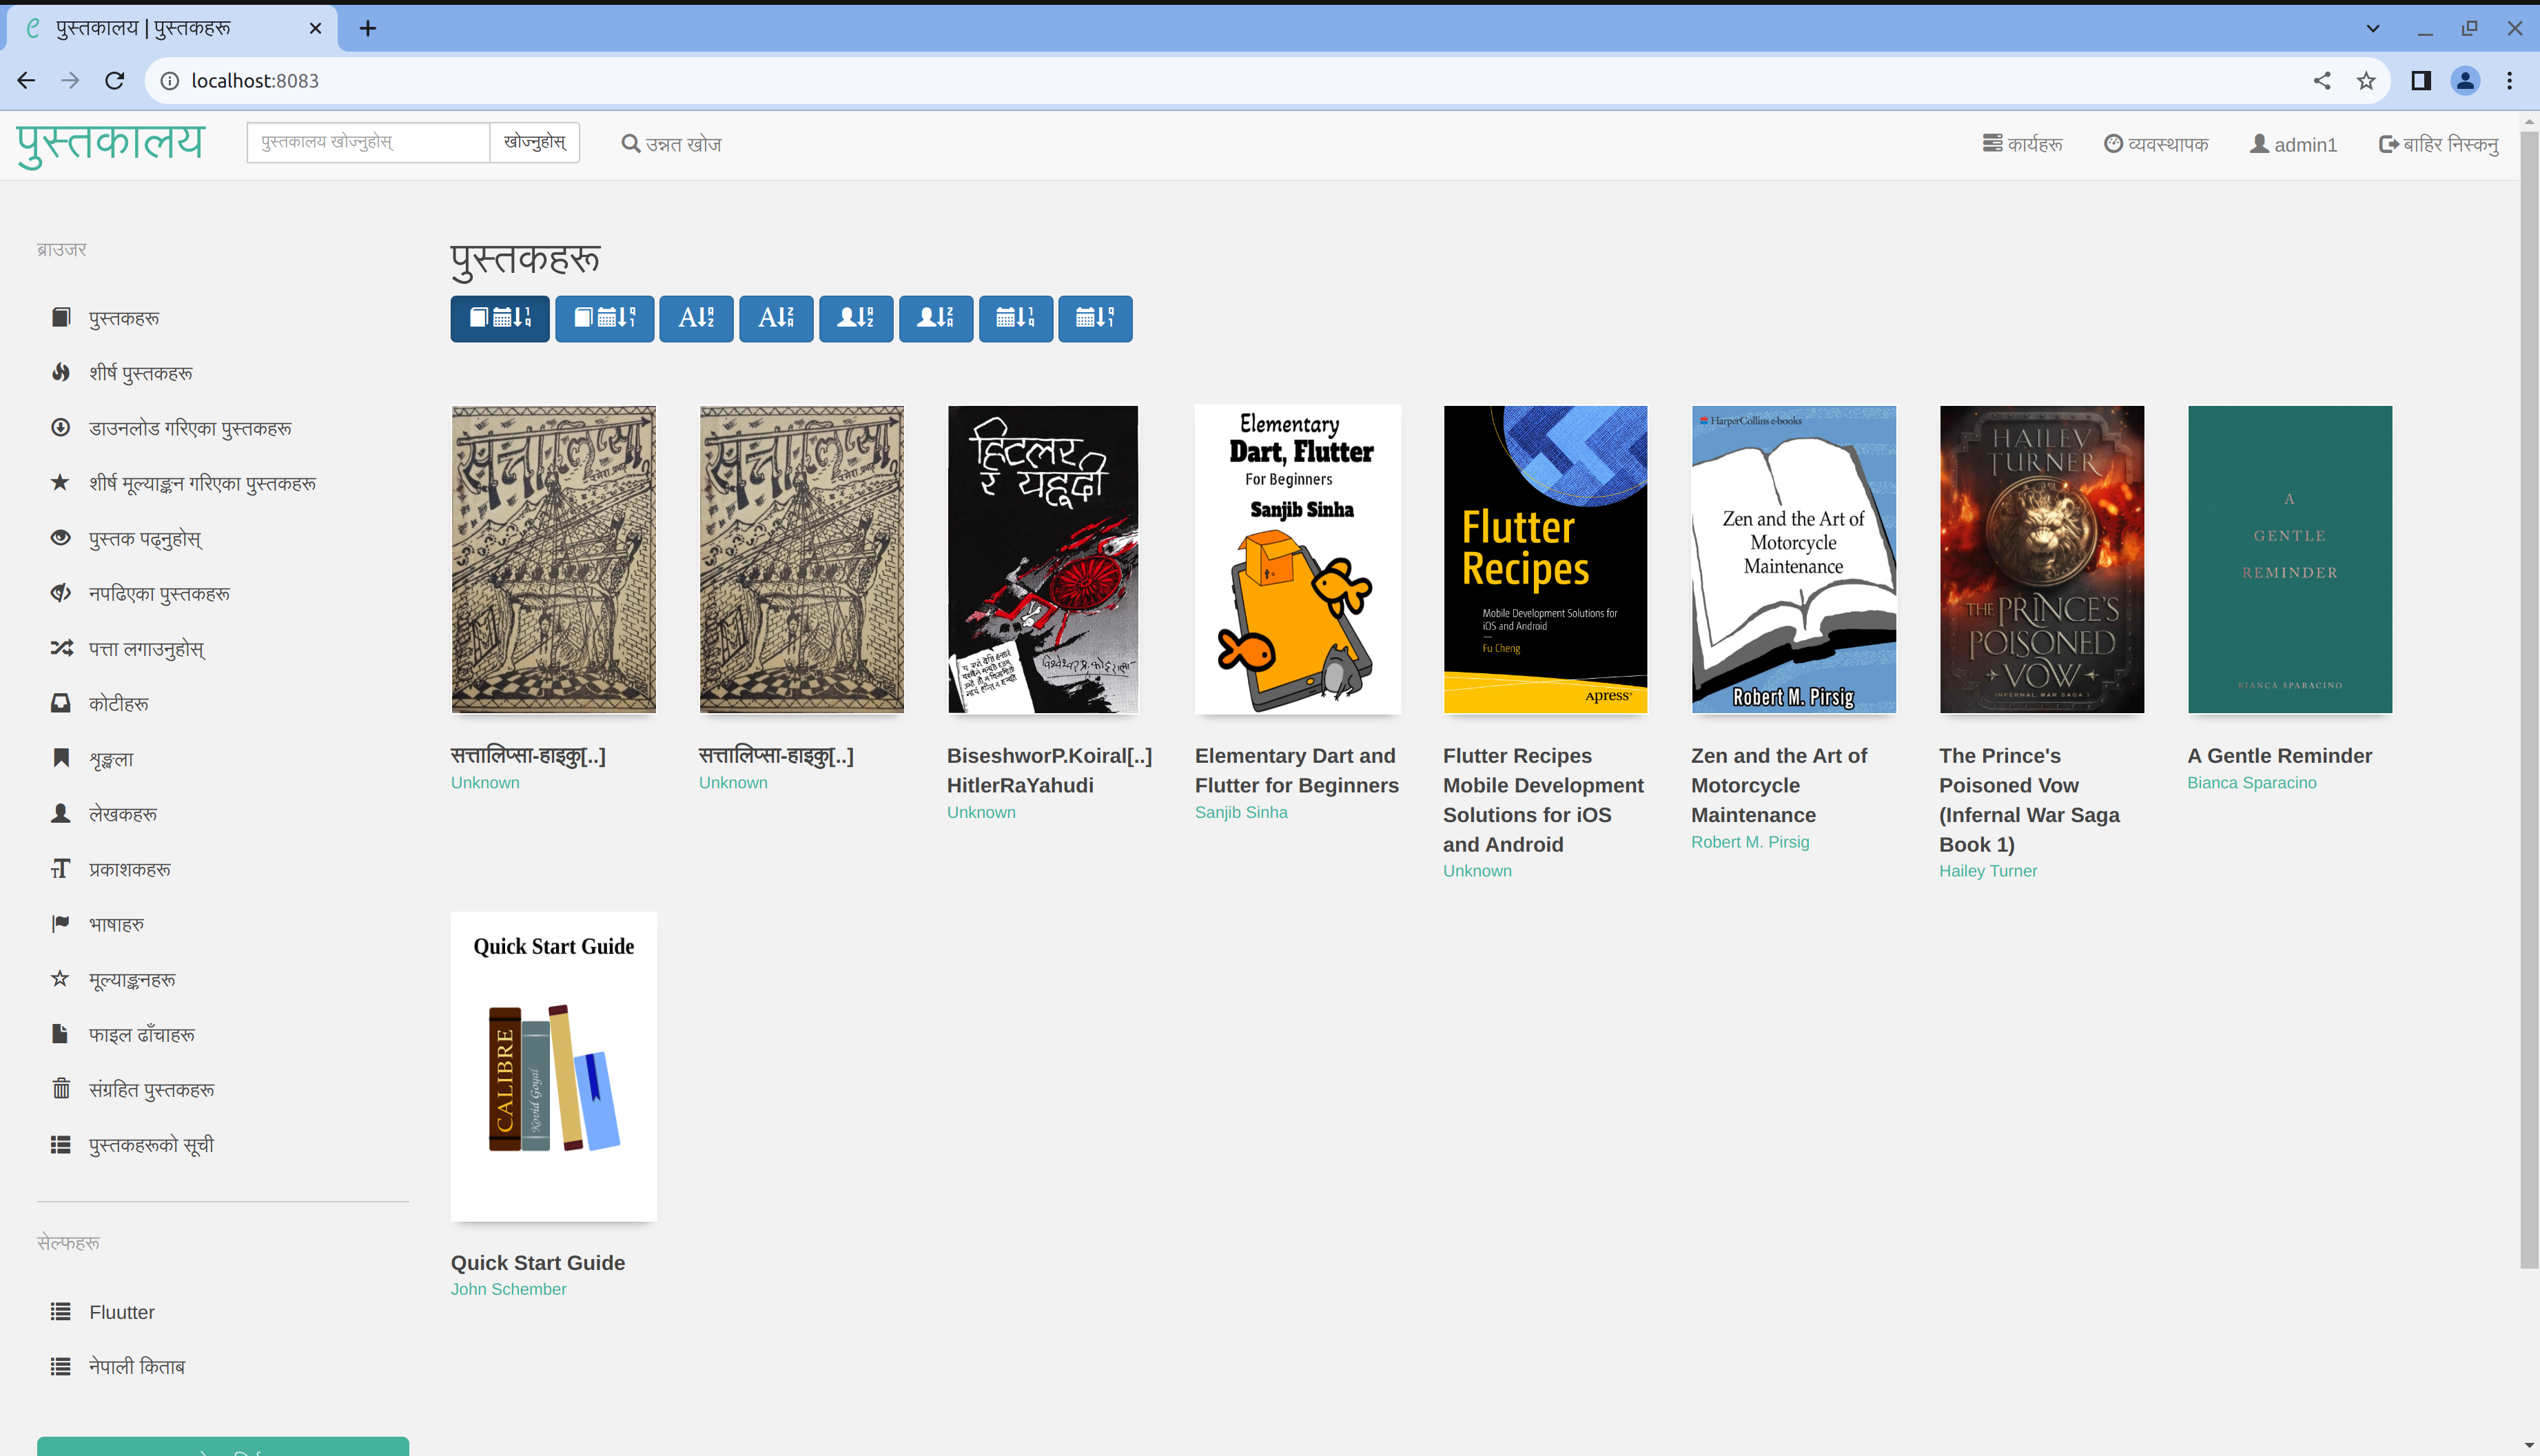 पुस्तकालय | पुस्तकहरू
localhost:8083
पुस्तकालय
पुस्तकालय खोज्नुहोस्
खोज्नुहोस्
उन्नत खोज
कार्यहरू
व्यवस्थापक
admin1
बाहिर निस्कनु
ब्राउजर
पुस्तकहरू
शीर्ष पुस्तकहरू
डाउनलोड गरिएका पुस्तकहरू
शीर्ष मूल्याङ्कन गरिएका पुस्तकहरू
पुस्तक पढ्नुहोस्
नपढिएका पुस्तकहरू
पत्ता लगाउनुहोस्
कोटीहरू
शृङ्खला
लेखकहरू
प्रकाशकहरू
भाषाहरु
मूल्याङ्कनहरू
फाइल ढाँचाहरू
संग्रहित पुस्तकहरू
पुस्तकहरूको सूची
सेल्फहरू
Fluutter
नेपाली किताब
पुस्तकहरू
सत्तालिप्सा
सत्तालिप्सा
हिटलर
र यहूदी
Elementary
Dart, Flutter
For Beginners
Sanjib Sinha
Flutter
Recipes
Mobile Development Solutions for
iOS and Android
Fu Cheng
Apress®
HarperCollins e-books
Zen and the Art of
Motorcycle
Maintenance
Robert M. Pirsig
HAILEY
TURNER
THE PRINCE'S
POISONED
VOW
INFERNAL WAR SAGA 1
A
GENTLE
REMINDER
BIANCA SPARACINO
सत्तालिप्सा-हाइकु[..]
Unknown
सत्तालिप्सा-हाइकु[..]
Unknown
BiseshworP.Koiral[..]
HitlerRaYahudi
Unknown
Elementary Dart and
Flutter for Beginners
Sanjib Sinha
Flutter Recipes
Mobile Development
Solutions for iOS
and Android
Unknown
Zen and the Art of
Motorcycle
Maintenance
Robert M. Pirsig
The Prince's
Poisoned Vow
(Infernal War Saga
Book 1)
Hailey Turner
A Gentle Reminder
Bianca Sparacino
Quick Start Guide
CALIBRE
Kovid Goyal
Quick Start Guide
John Schember